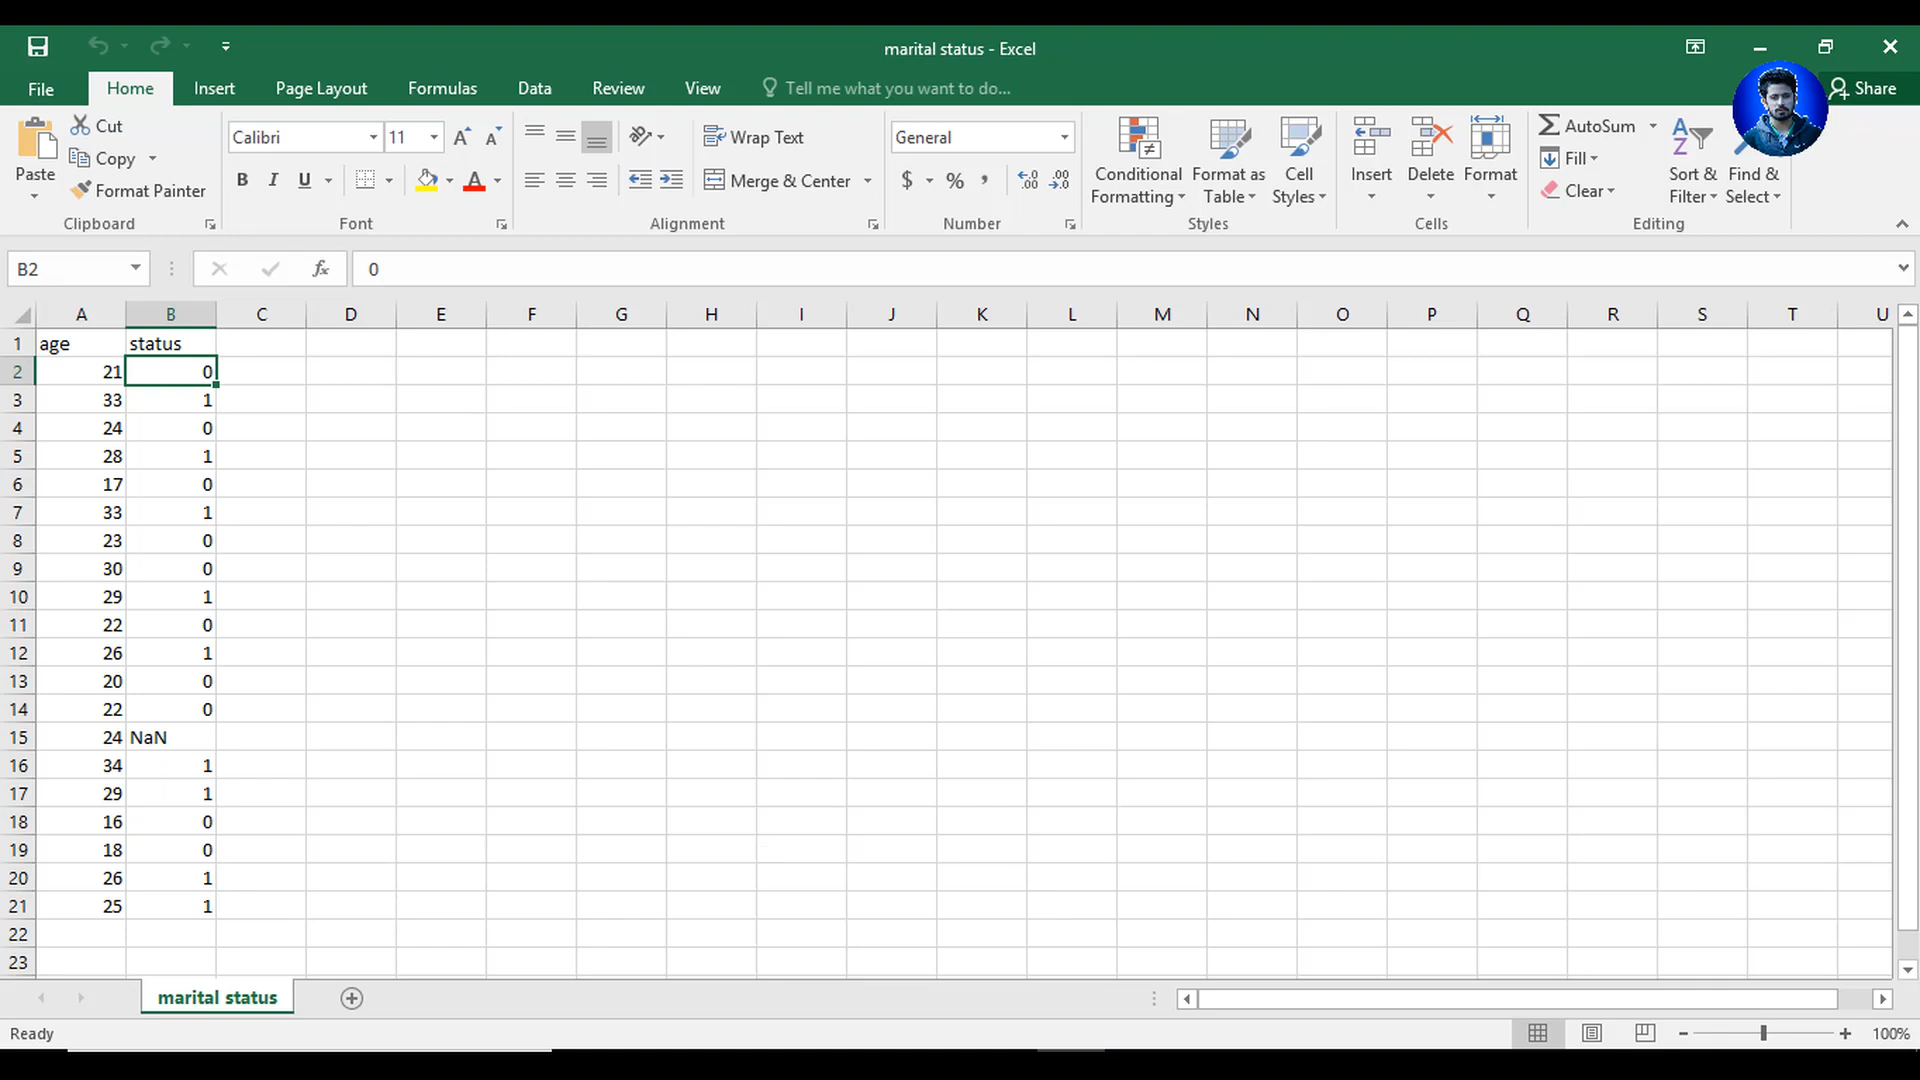 marital status - Excel
File Home Insert Page Layout Formulas Data Review View Tell me what you want to do... Share
Paste Cut Copy Format Painter Clipboard
Calibri 11 B I U A Font
Wrap Text Merge & Center Alignment
General $ % , Number
Conditional Formatting Format as Table Cell Styles Styles
Insert Delete Format Cells
AutoSum Fill Clear Sort & Filter Find & Select Editing
B2 fx 0
A B C D E F G H I J K L M N O P Q R S T U
1 age status
2 21 0
3 33 1
4 24 0
5 28 1
6 17 0
7 33 1
8 23 0
9 30 0
10 29 1
11 22 0
12 26 1
13 20 0
14 22 0
15 24 NaN
16 34 1
17 29 1
18 16 0
19 18 0
20 26 1
21 25 1
22
23
marital status
Ready 100%